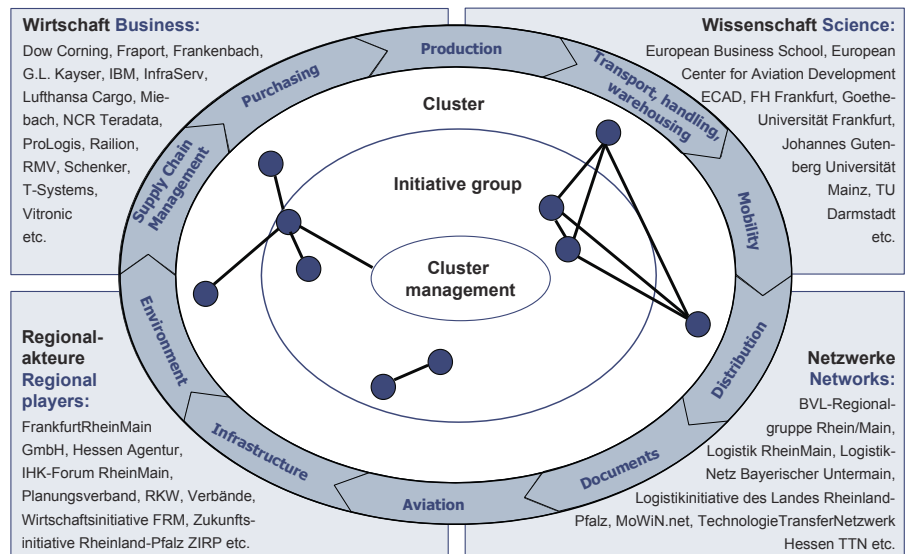 Wirtschaft Business:
Dow Corning, Fraport, Frankenbach,
G.L. Kayser, IBM, InfraServ,
Lufthansa Cargo, Mie-
bach, NCR Teradata,
ProLogis, Railion,
RMV, Schenker,
T-Systems,
Vitronic
etc.
Wissenschaft Science:
European Business School, European
Center for Aviation Development
ECAD, FH Frankfurt, Goethe-
Universität Frankfurt,
Johannes Guten-
berg Universität
Mainz, TU
Darmstadt
etc.
Production
Transport, handling,
warehousing
Mobility
Distribution
Documents
Aviation
Infrastructure
Environment
Supply Chain
Management
Purchasing
Cluster
Initiative group
Cluster
management
Regional-
akteure
Regional
players:
FrankfurtRheinMain
GmbH, Hessen Agentur,
IHK-Forum RheinMain,
Planungsverband, RKW, Verbände,
Wirtschaftsinitiative FRM, Zukunfts-
initiative Rheinland-Pfalz ZIRP etc.
Netzwerke
Networks:
BVL-Regional-
gruppe Rhein/Main,
Logistik RheinMain, Logistik-
Netz Bayerischer Untermain,
Logistikinitiative des Landes Rheinland-
Pfalz, MoWiN.net, TechnologieTransferNetzwerk
Hessen TTN etc.